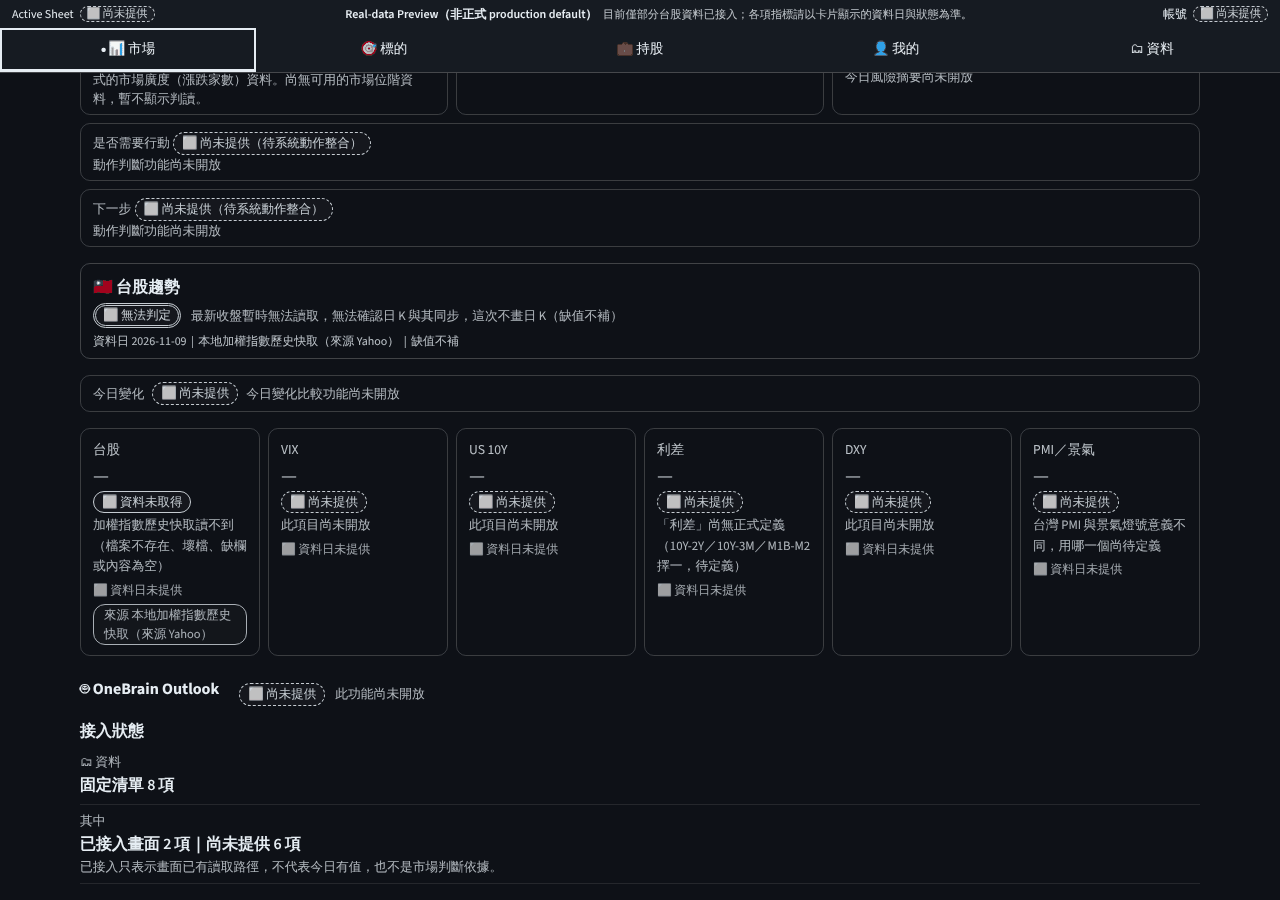 Active Sheet 尚未提供
Real-data Preview（非正式 production default） 目前僅部分台股資料已接入；各項指標請以卡片顯示的資料日與狀態為準。
帳號 尚未提供
• 市場
標的
持股
我的
資料
式的市場廣度（漲跌家數）資料。尚無可用的市場位階資
料，暫不顯示判讀。
今日風險摘要尚未開放
是否需要行動 尚未提供（待系統動作整合）
動作判斷功能尚未開放
下一步 尚未提供（待系統動作整合）
動作判斷功能尚未開放
台股趨勢
無法判定 最新收盤暫時無法讀取，無法確認日 K 與其同步，這次不畫日 K（缺值不補）
資料日 2026-11-09｜本地加權指數歷史快取（來源 Yahoo）｜缺值不補
今日變化 尚未提供 今日變化比較功能尚未開放
台股
—
資料未取得
加權指數歷史快取讀不到
（檔案不存在、壞檔、缺欄
或內容為空）
資料日未提供
來源 本地加權指數歷史
快取（來源 Yahoo）
VIX
—
尚未提供
此項目尚未開放
資料日未提供
US 10Y
—
尚未提供
此項目尚未開放
資料日未提供
利差
—
尚未提供
「利差」尚無正式定義
（10Y-2Y／10Y-3M／M1B-M2
擇一，待定義）
資料日未提供
DXY
—
尚未提供
此項目尚未開放
資料日未提供
PMI／景氣
—
尚未提供
台灣 PMI 與景氣燈號意義不
同，用哪一個尚待定義
資料日未提供
OneBrain Outlook 尚未提供 此功能尚未開放
接入狀態
資料
固定清單 8 項
其中
已接入畫面 2 項｜尚未提供 6 項
已接入只表示畫面已有讀取路徑，不代表今日有值，也不是市場判斷依據。